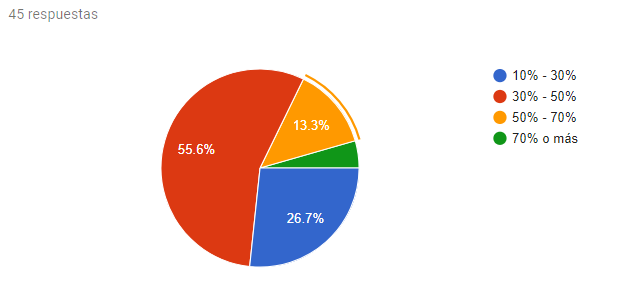 45 respuestas
10% - 30%
30% - 50%
50% - 70%
70% o más
13.3%
55.6%
26.7%